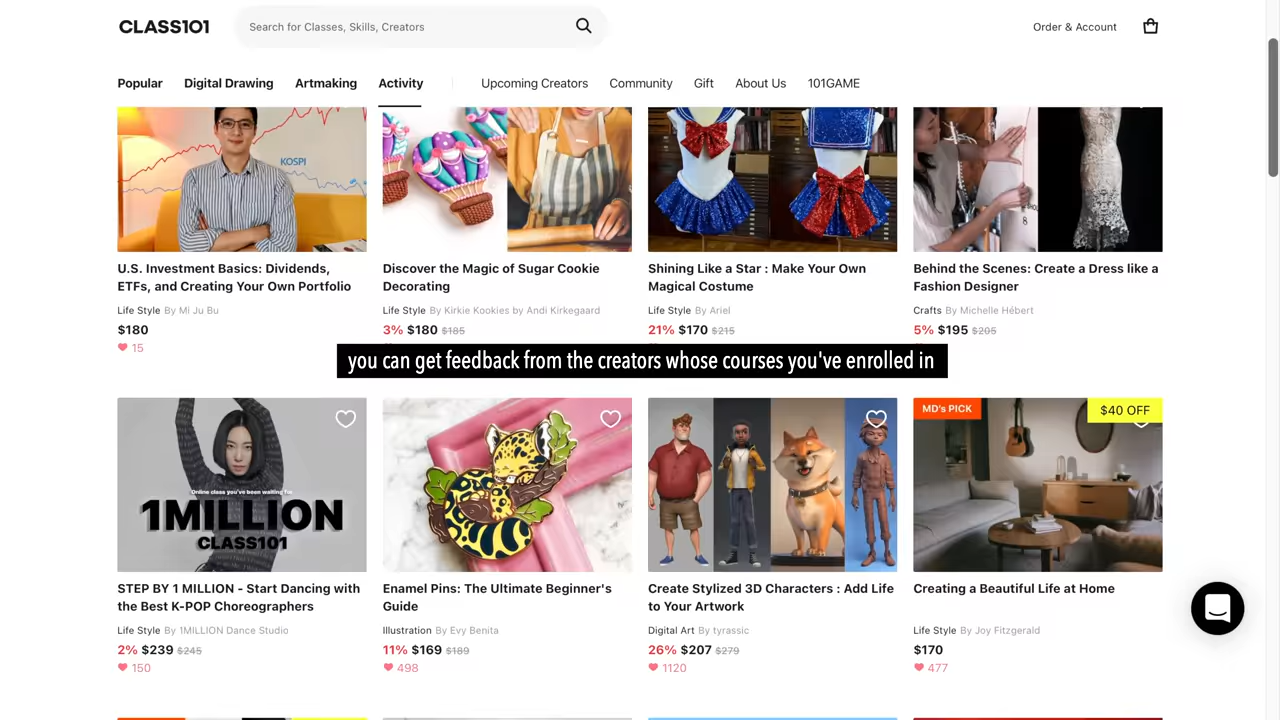 CLASS101
Search for Classes, Skills, Creators
Order & Account
Popular
Digital Drawing
Artmaking
Activity
Upcoming Creators
Community
Gift
About Us
101GAME
KOSPI
U.S. Investment Basics: Dividends,
ETFs, and Creating Your Own Portfolio
Life Style By Mi Ju Bu
$180
15
Discover the Magic of Sugar Cookie
Decorating
Life Style By Kirkie Kookies by Andi Kirkegaard
3% $180 $185
Shining Like a Star : Make Your Own
Magical Costume
Life Style By Ariel
21% $170 $215
Behind the Scenes: Create a Dress like a
Fashion Designer
Crafts By Michelle Hébert
5% $195 $205
you can get feedback from the creators whose courses you've enrolled in
Online class you've been waiting for
1MILLION
CLASS101
STEP BY 1 MILLION - Start Dancing with
the Best K-POP Choreographers
Life Style By 1MILLION Dance Studio
2% $239 $245
150
Enamel Pins: The Ultimate Beginner's
Guide
Illustration By Evy Benita
11% $169 $189
498
Create Stylized 3D Characters : Add Life
to Your Artwork
Digital Art By tyrassic
26% $207 $279
1120
MD's PICK
$40 OFF
Creating a Beautiful Life at Home
Life Style By Joy Fitzgerald
$170
477